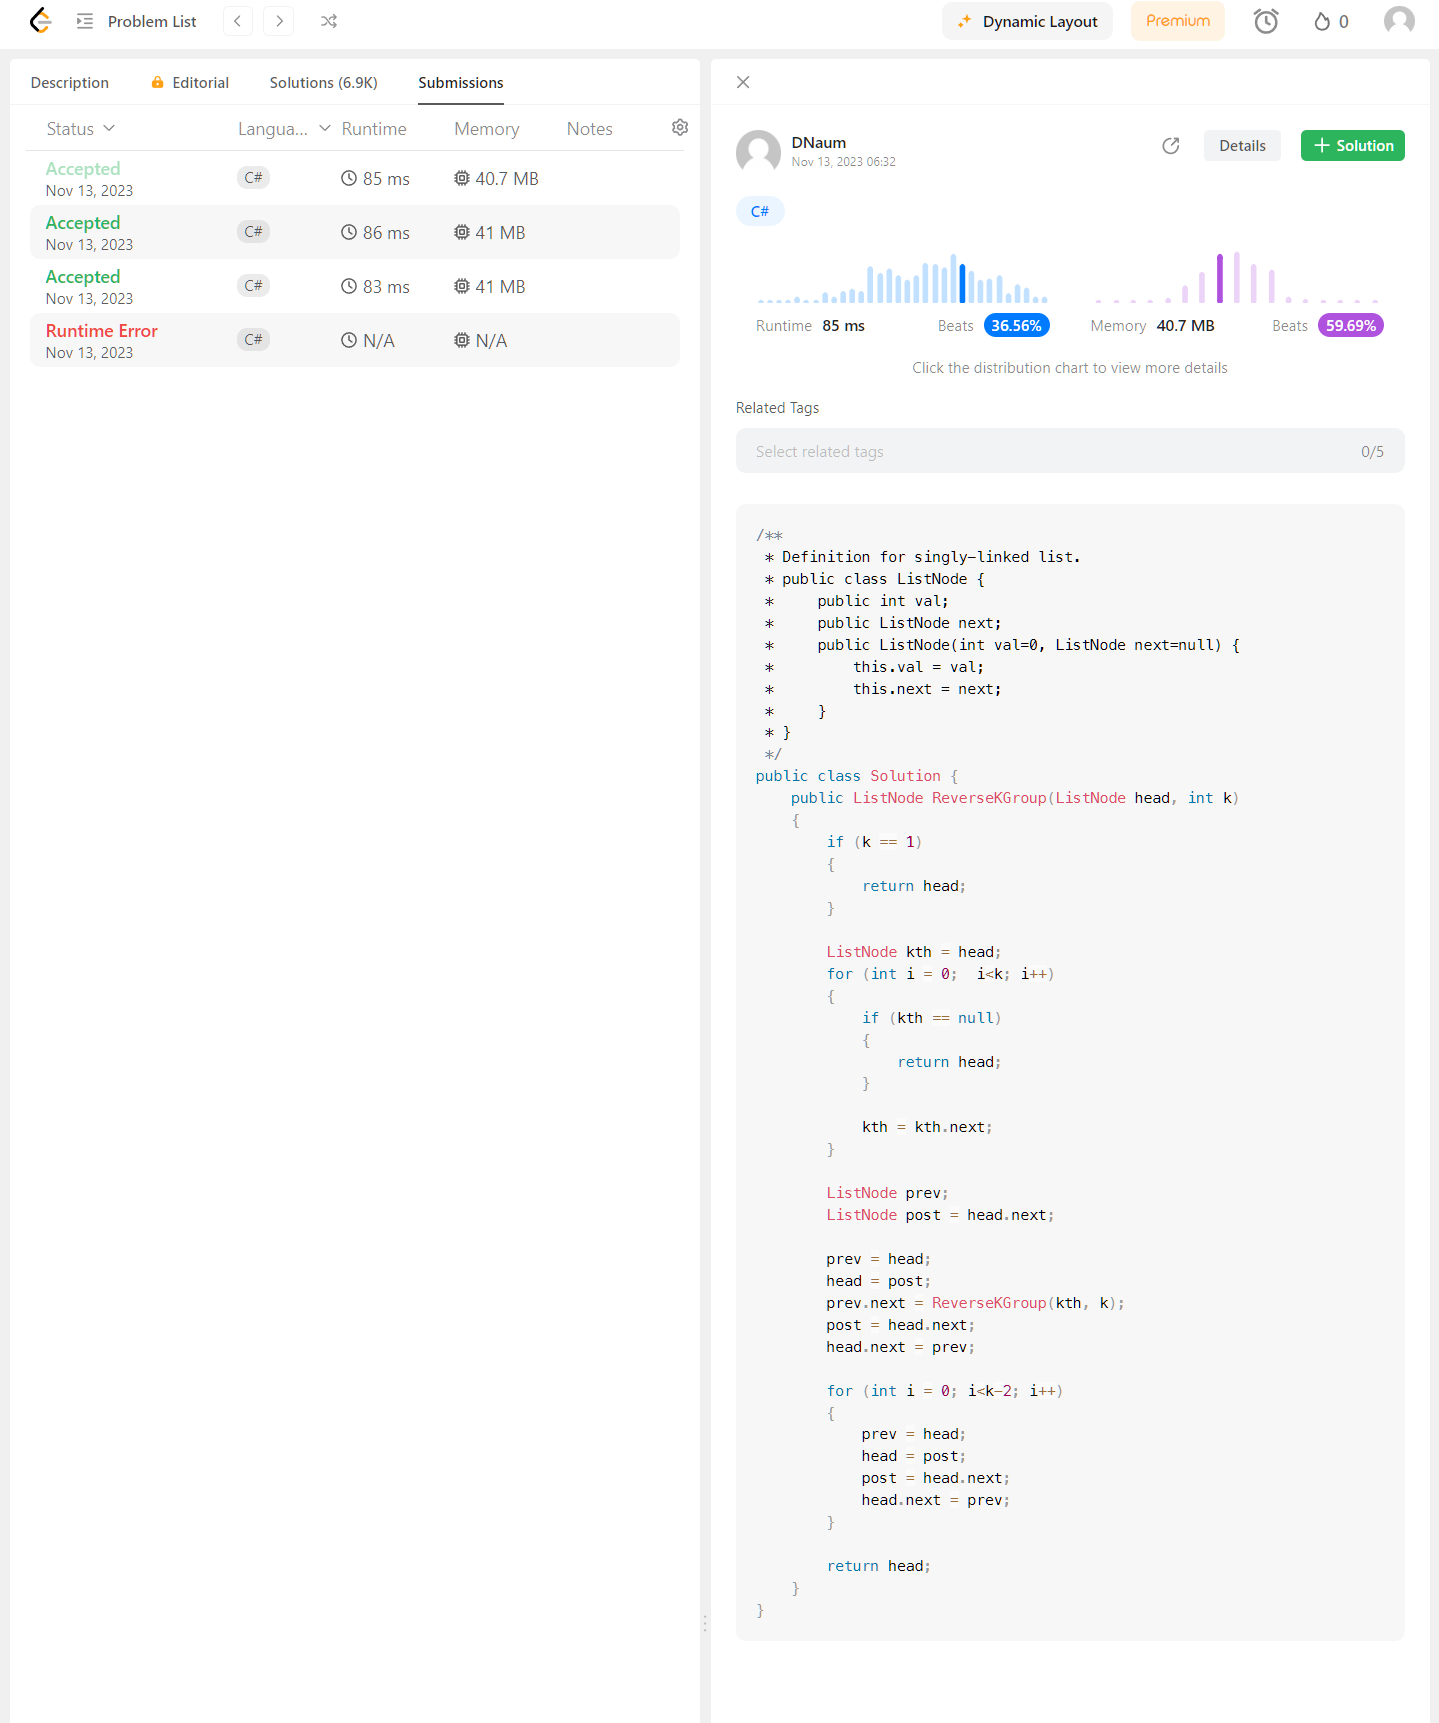 Problem List
Dynamic Layout
Premium
0
Description
Editorial
Solutions (6.9K)
Submissions
Status
Langua...
Runtime
Memory
Notes
Accepted
Nov 13, 2023
C#
85 ms
40.7 MB
Accepted
Nov 13, 2023
C#
86 ms
41 MB
Accepted
Nov 13, 2023
C#
83 ms
41 MB
Runtime Error
Nov 13, 2023
C#
N/A
N/A
DNaum
Nov 13, 2023 06:32
Details
+ Solution
C#
Runtime 85 ms
Beats 36.56%
Memory 40.7 MB
Beats 59.69%
Click the distribution chart to view more details
Related Tags
Select related tags
0/5
/**
 * Definition for singly-linked list.
 * public class ListNode {
 *     public int val;
 *     public ListNode next;
 *     public ListNode(int val=0, ListNode next=null) {
 *         this.val = val;
 *         this.next = next;
 *     }
 * }
 */
public class Solution {
    public ListNode ReverseKGroup(ListNode head, int k)
    {
        if (k == 1)
        {
            return head;
        }
        ListNode kth = head;
        for (int i = 0;  i<k; i++)
        {
            if (kth == null)
            {
                return head;
            }
            kth = kth.next;
        }
        ListNode prev;
        ListNode post = head.next;
        prev = head;
        head = post;
        prev.next = ReverseKGroup(kth, k);
        post = head.next;
        head.next = prev;
        for (int i = 0; i<k-2; i++)
        {
            prev = head;
            head = post;
            post = head.next;
            head.next = prev;
        }
        return head;
    }
}